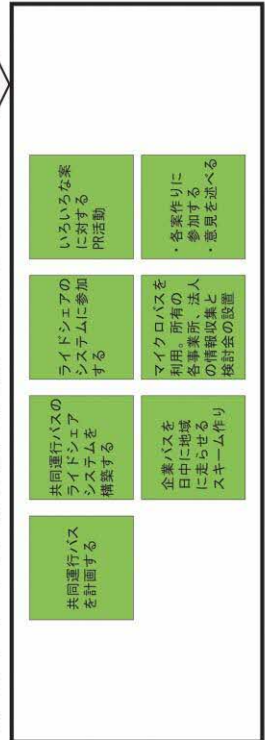 共同運行バス
を計画する
共同運行バスの
ライドシェア
システムを
構築する
ライドシェアの
システムに参加
する
いろいろな案
に対する
PR活動
企業バスを
日中に地域
に走らせる
スキーム作り
マイクロバスを
利用。所有の
各事業所、法人
の情報収集と
検討会の設置
・各案作りに
参加する
・意見を述べる